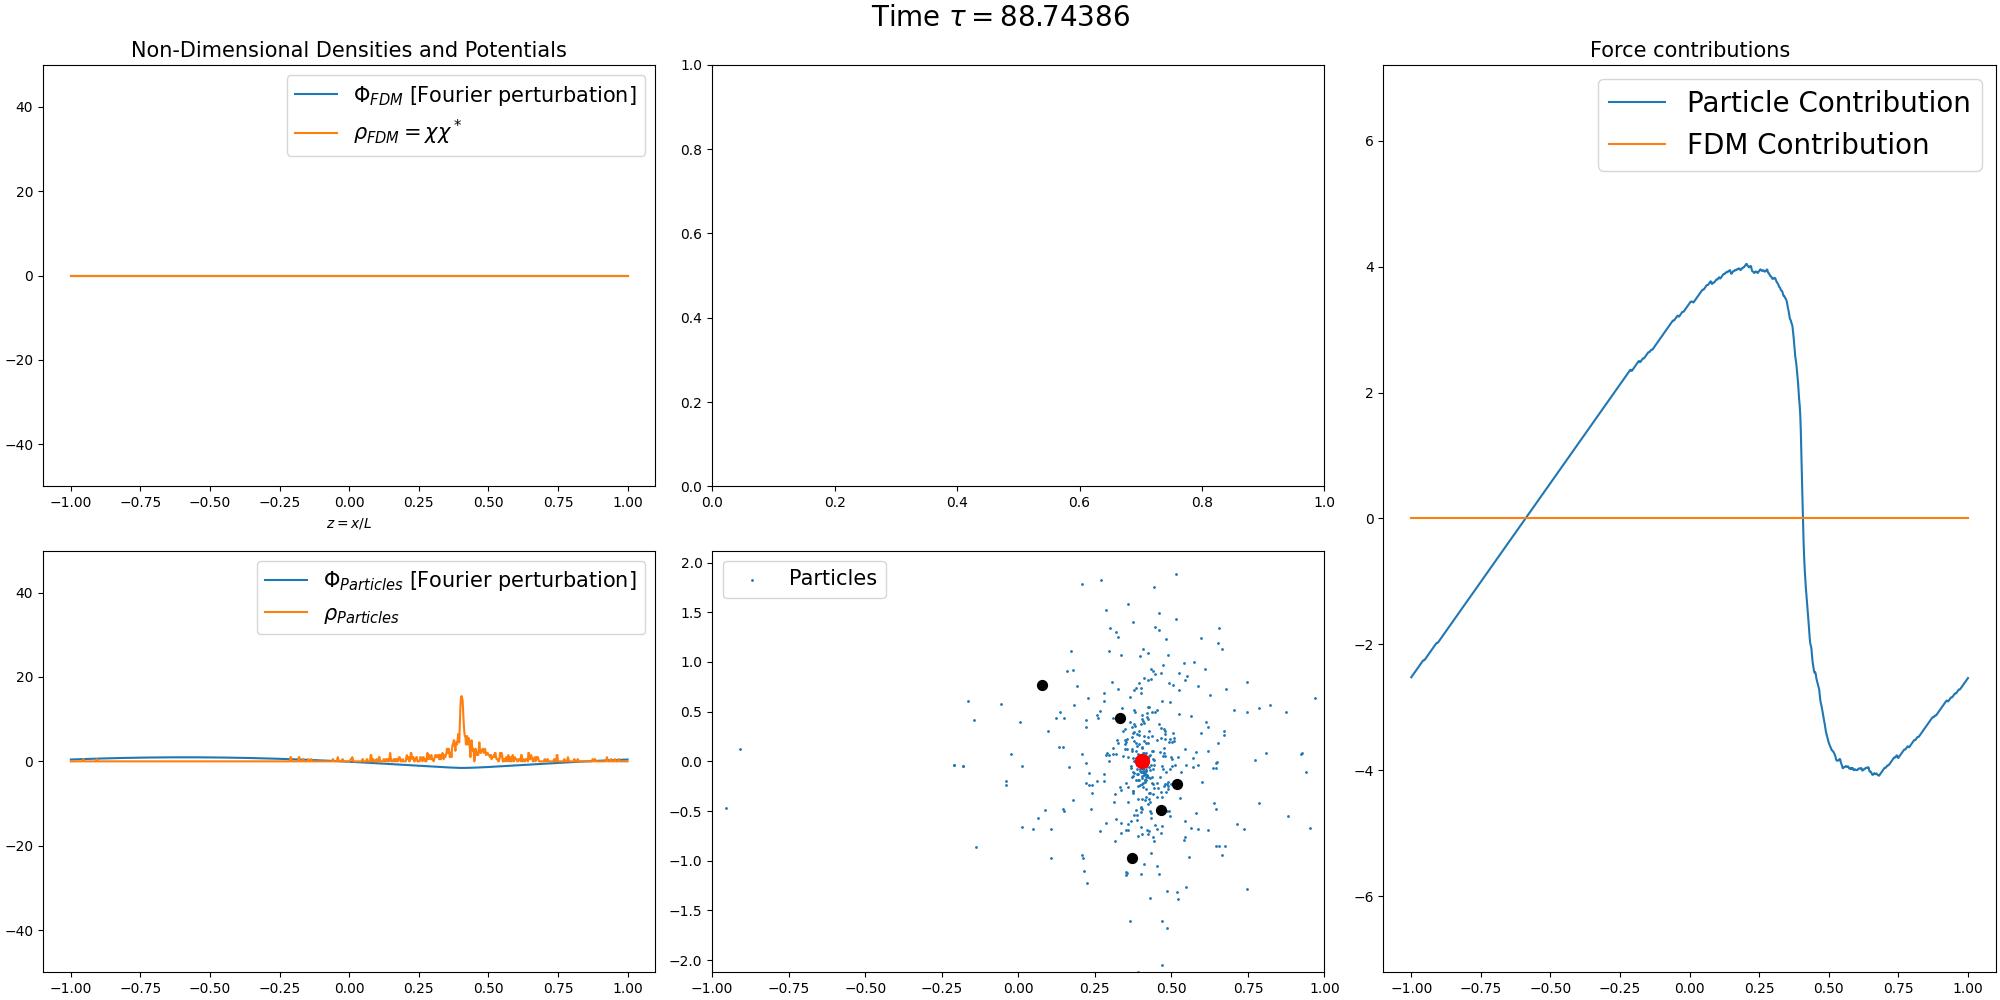 Time τ = 88.74386
Non-Dimensional Densities and Potentials
Φ_FDM [Fourier perturbation]
ρ_FDM = χχ*
40
20
0
−20
−40
−1.00 −0.75 −0.50 −0.25 0.00 0.25 0.50 0.75 1.00
z = x/L
1.0
0.8
0.6
0.4
0.2
0.0
0.0 0.2 0.4 0.6 0.8 1.0
Force contributions
Particle Contribution
FDM Contribution
6
4
2
0
−2
−4
−6
−1.00 −0.75 −0.50 −0.25 0.00 0.25 0.50 0.75 1.00
Φ_Particles [Fourier perturbation]
ρ_Particles
40
20
0
−20
−40
−1.00 −0.75 −0.50 −0.25 0.00 0.25 0.50 0.75 1.00
Particles
2.0
1.5
1.0
0.5
0.0
−0.5
−1.0
−1.5
−2.0
−1.00 −0.75 −0.50 −0.25 0.00 0.25 0.50 0.75 1.00